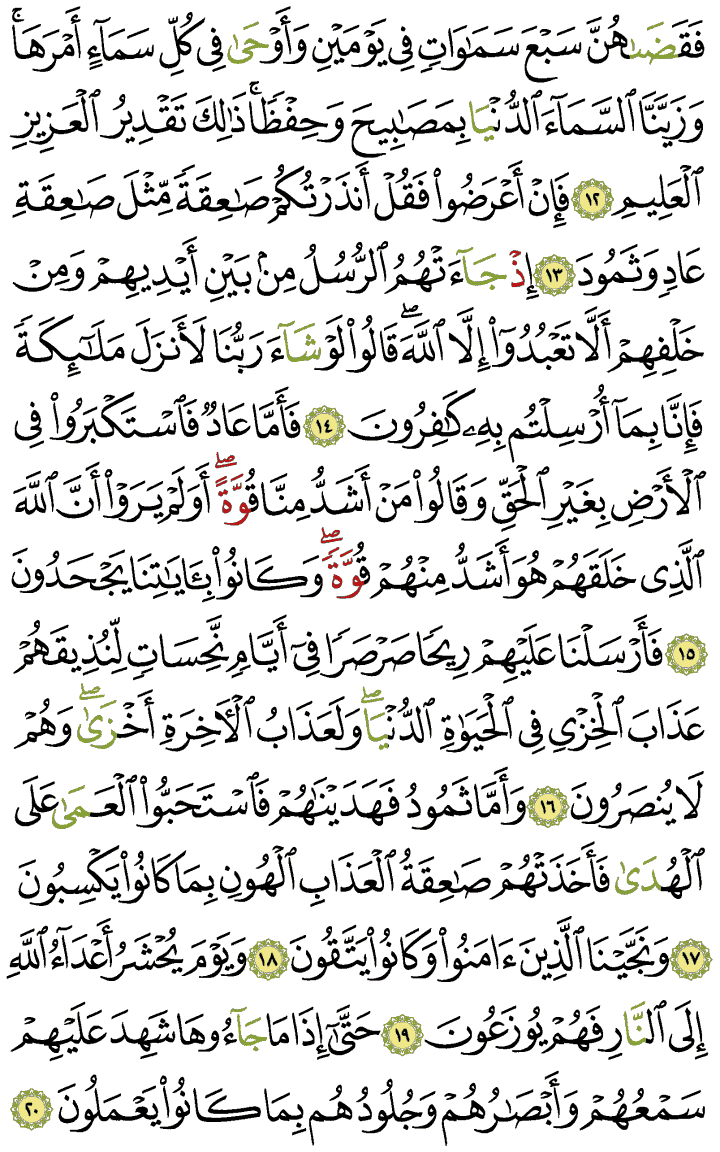 فَقَضَىٰهُنَّ سَبْعَ سَمَٰوَاتٖ فِي يَوۡمَيۡنِ وَأَوۡحَىٰ فِي كُلِّ سَمَآءٍ أَمۡرَهَاۚ
وَزَيَّنَّا ٱلسَّمَآءَ ٱلدُّنۡيَا بِمَصَٰبِيحَ وَحِفۡظٗاۚ ذَٰلِكَ تَقۡدِيرُ ٱلۡعَزِيزِ
ٱلۡعَلِيمِ ١٢ فَإِنۡ أَعۡرَضُواْ فَقُلۡ أَنذَرۡتُكُمۡ صَٰعِقَةٗ مِّثۡلَ صَٰعِقَةِ
عَادٖ وَثَمُودَ ١٣ إِذۡ جَآءَتۡهُمُ ٱلرُّسُلُ مِنۢ بَيۡنِ أَيۡدِيهِمۡ وَمِنۡ
خَلۡفِهِمۡ أَلَّا تَعۡبُدُوٓاْ إِلَّا ٱللَّهَۖ قَالُواْ لَوۡ شَآءَ رَبُّنَا لَأَنزَلَ مَلَٰٓئِكَةٗ
فَإِنَّا بِمَآ أُرۡسِلۡتُم بِهِۦ كَٰفِرُونَ ١٤ فَأَمَّا عَادٞ فَٱسۡتَكۡبَرُواْ فِي
ٱلۡأَرۡضِ بِغَيۡرِ ٱلۡحَقِّ وَقَالُواْ مَنۡ أَشَدُّ مِنَّا قُوَّةًۖ أَوَلَمۡ يَرَوۡاْ أَنَّ ٱللَّهَ
ٱلَّذِي خَلَقَهُمۡ هُوَ أَشَدُّ مِنۡهُمۡ قُوَّةٗۖ وَكَانُواْ بِـَٔايَٰتِنَا يَجۡحَدُونَ
١٥ فَأَرۡسَلۡنَا عَلَيۡهِمۡ رِيحٗا صَرۡصَرٗا فِيٓ أَيَّامٖ نَّحِسَاتٖ لِّنُذِيقَهُمۡ
عَذَابَ ٱلۡخِزۡيِ فِي ٱلۡحَيَوٰةِ ٱلدُّنۡيَاۖ وَلَعَذَابُ ٱلۡأٓخِرَةِ أَخۡزَىٰۖ وَهُمۡ
لَا يُنصَرُونَ ١٦ وَأَمَّا ثَمُودُ فَهَدَيۡنَٰهُمۡ فَٱسۡتَحَبُّواْ ٱلۡعَمَىٰ عَلَى
ٱلۡهُدَىٰ فَأَخَذَتۡهُمۡ صَٰعِقَةُ ٱلۡعَذَابِ ٱلۡهُونِ بِمَا كَانُواْ يَكۡسِبُونَ
١٧ وَنَجَّيۡنَا ٱلَّذِينَ ءَامَنُواْ وَكَانُواْ يَتَّقُونَ ١٨ وَيَوۡمَ يُحۡشَرُ أَعۡدَآءُ ٱللَّهِ
إِلَى ٱلنَّارِ فَهُمۡ يُوزَعُونَ ١٩ حَتَّىٰٓ إِذَا مَا جَآءُوهَا شَهِدَ عَلَيۡهِمۡ
سَمۡعُهُمۡ وَأَبۡصَٰرُهُمۡ وَجُلُودُهُم بِمَا كَانُواْ يَعۡمَلُونَ ٢٠